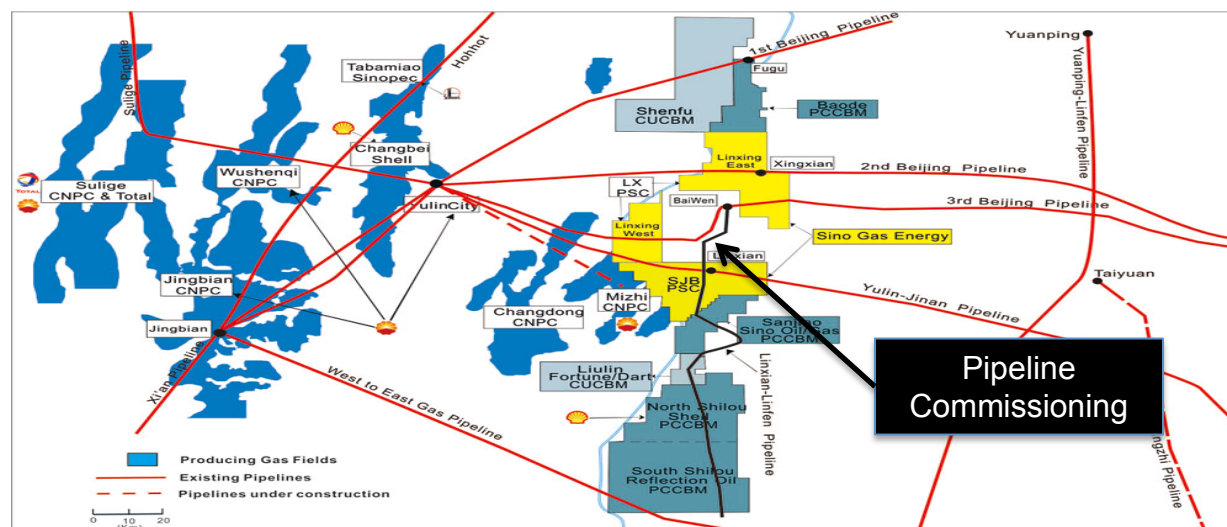 Sulige Pipeline
Hohhot
Tabamiao
Sinopec
1st Beijing Pipeline
Fugu
Yuanping
Yuanping-Linfen Pipeline
Shenfu
CUCBM
Baode
PCCBM
Changbei
Shell
Wushenqi
CNPC
TOTAL
Sulige
CNPC & Total
YulinCity
Linxing
East
Xingxian
2nd Beijing Pipeline
LX
PSC
BaiWen
3rd Beijing Pipeline
Linxing
West
Sino Gas Energy
Jingbian
CNPC
SJB
PSC
Taiyuan
Mizhi
CNPC
Changdong
CNPC
Yulin-Jinan Pipeline
Jingbian
Sino Oil/Gas
PCCBM
Xi'an Pipeline
West to East Gas Pipeline
Liulin
Fortune/Dart
CUCBM
Linxian-Linfen Pipeline
Pipeline
Commissioning
North Shilou
Shell
PCCBM
South Shilou
Reflection Oil
PCCBM
Pipeline
Producing Gas Fields
Existing Pipelines
Pipelines under construction
0 10 20